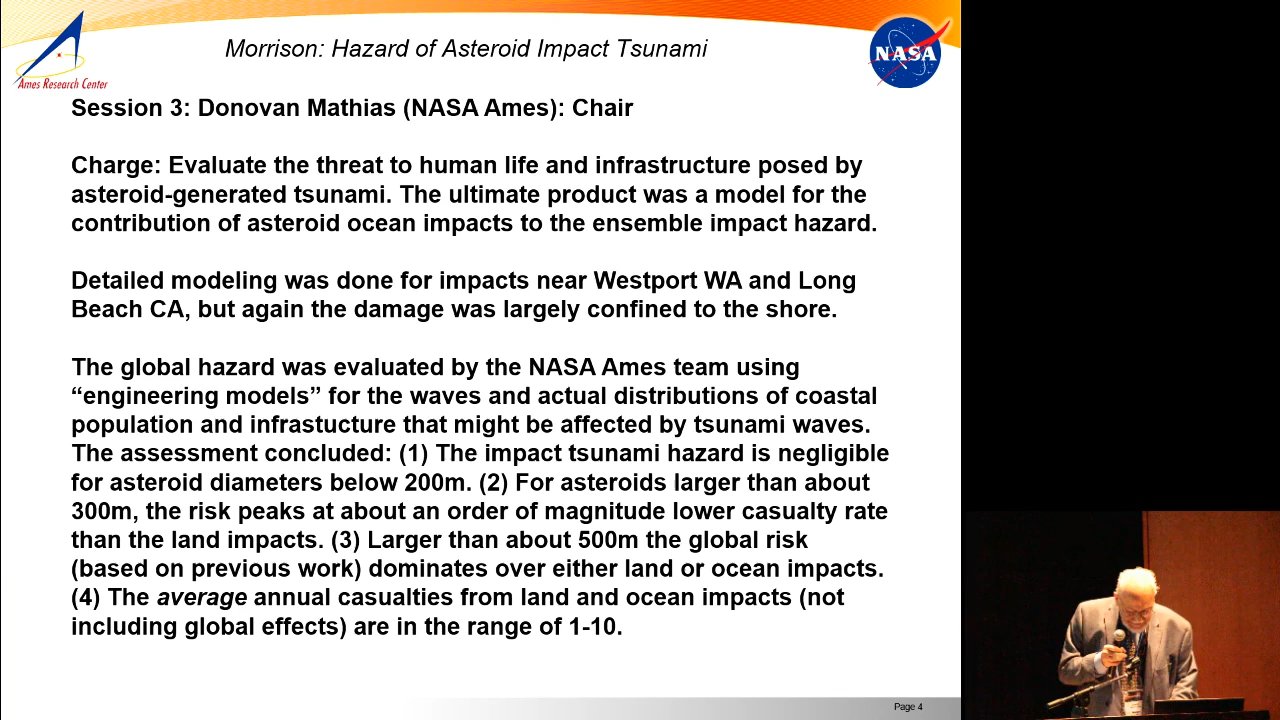 Morrison: Hazard of Asteroid Impact Tsunami
Ames Research Center
NASA
Session 3: Donovan Mathias (NASA Ames): Chair
Charge: Evaluate the threat to human life and infrastructure posed by
asteroid-generated tsunami. The ultimate product was a model for the
contribution of asteroid ocean impacts to the ensemble impact hazard.
Detailed modeling was done for impacts near Westport WA and Long
Beach CA, but again the damage was largely confined to the shore.
The global hazard was evaluated by the NASA Ames team using
“engineering models” for the waves and actual distributions of coastal
population and infrastucture that might be affected by tsunami waves.
The assessment concluded: (1) The impact tsunami hazard is negligible
for asteroid diameters below 200m. (2) For asteroids larger than about
300m, the risk peaks at about an order of magnitude lower casualty rate
than the land impacts. (3) Larger than about 500m the global risk
(based on previous work) dominates over either land or ocean impacts.
(4) The average annual casualties from land and ocean impacts (not
including global effects) are in the range of 1-10.
Page 4